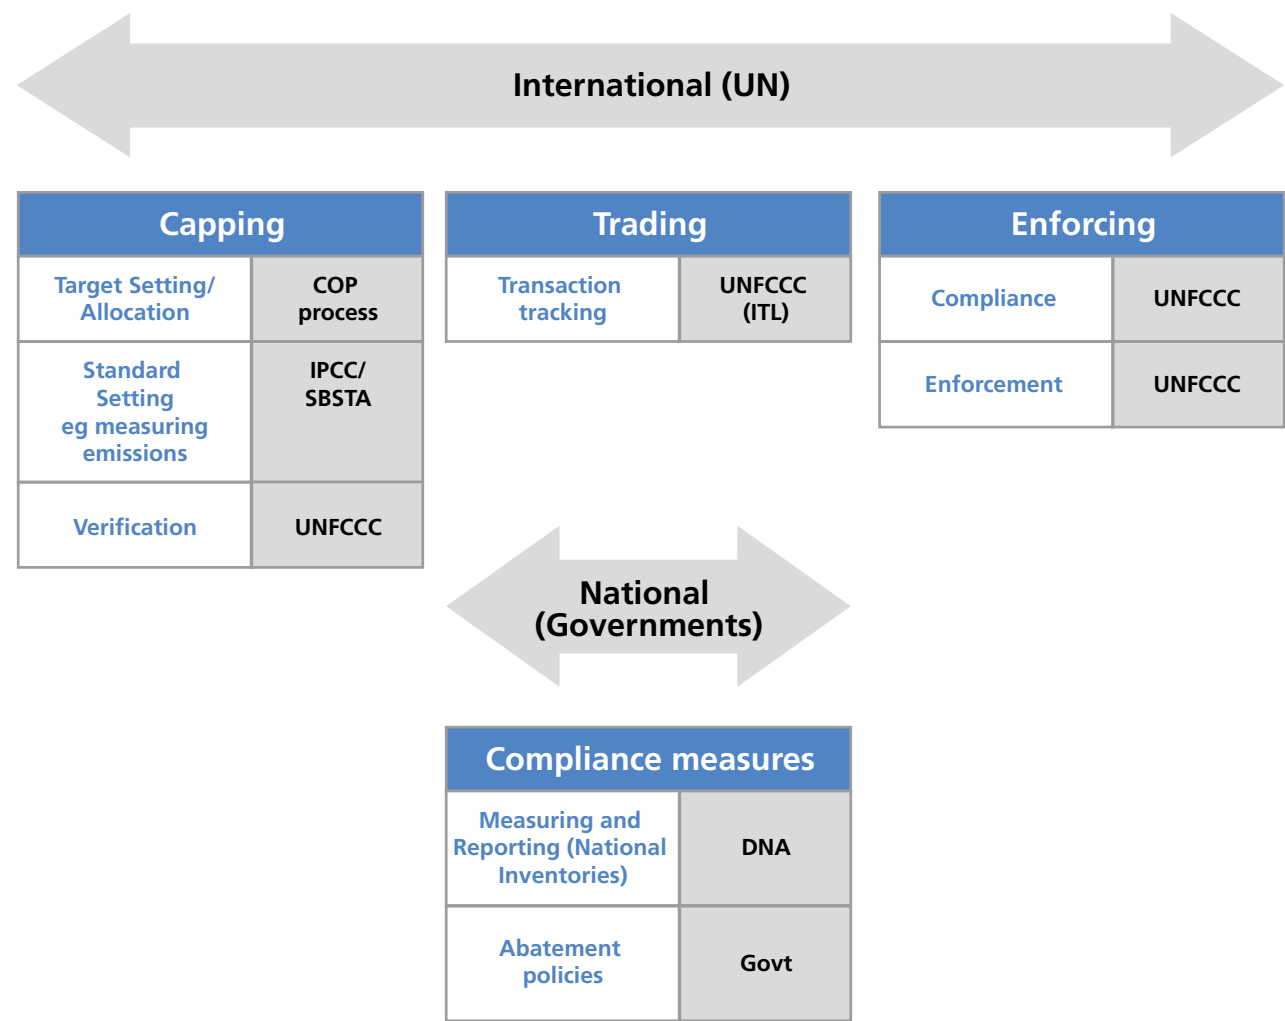 International (UN)
Capping
Target Setting/
Allocation
COP
process
Standard
Setting
eg measuring
emissions
IPCC/
SBSTA
Verification
UNFCCC
Trading
Transaction
tracking
UNFCCC
(ITL)
Enforcing
Compliance
UNFCCC
Enforcement
UNFCCC
National
(Governments)
Compliance measures
Measuring and
Reporting (National
Inventories)
DNA
Abatement
policies
Govt